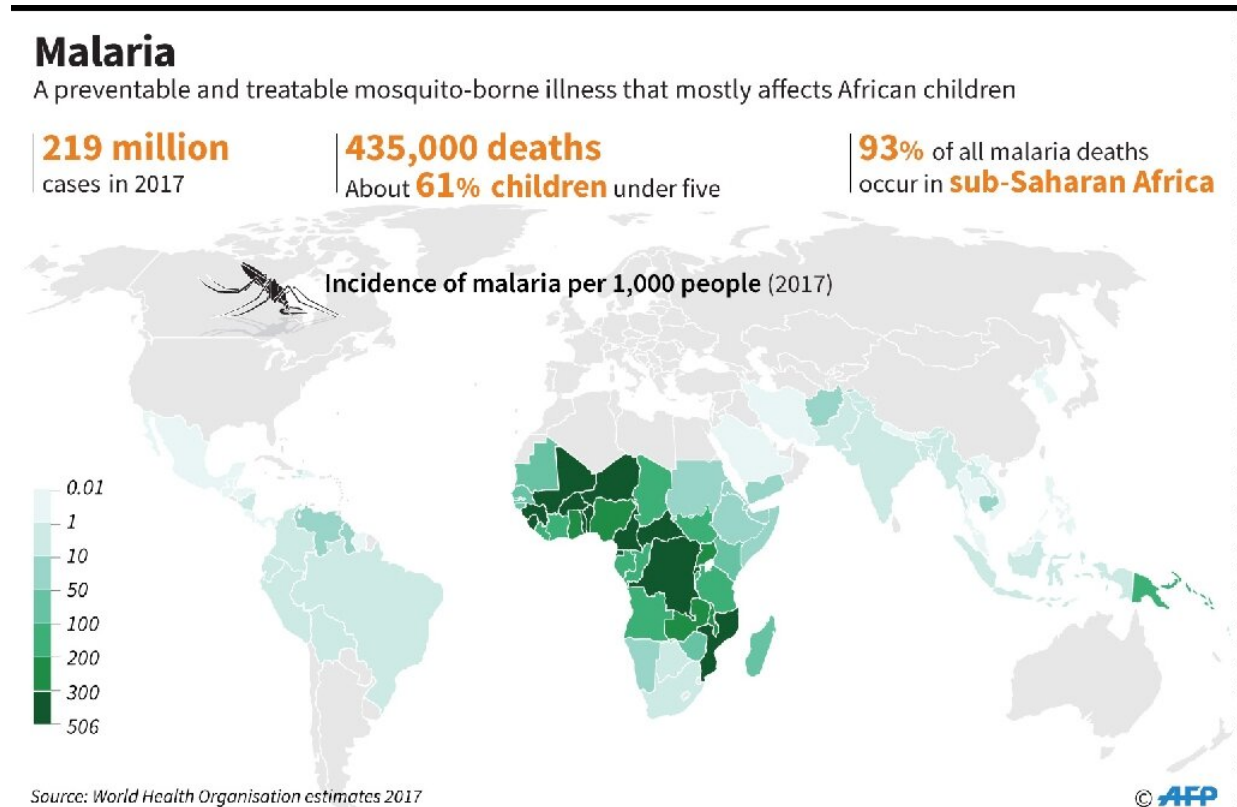 Malaria
A preventable and treatable mosquito-borne illness that mostly affects African children
219 million
cases in 2017
435,000 deaths
About 61% children under five
93% of all malaria deaths
occur in sub-Saharan Africa
Incidence of malaria per 1,000 people (2017)
0.01
1
10
50
100
200
300
506
Source: World Health Organisation estimates 2017
© AFP